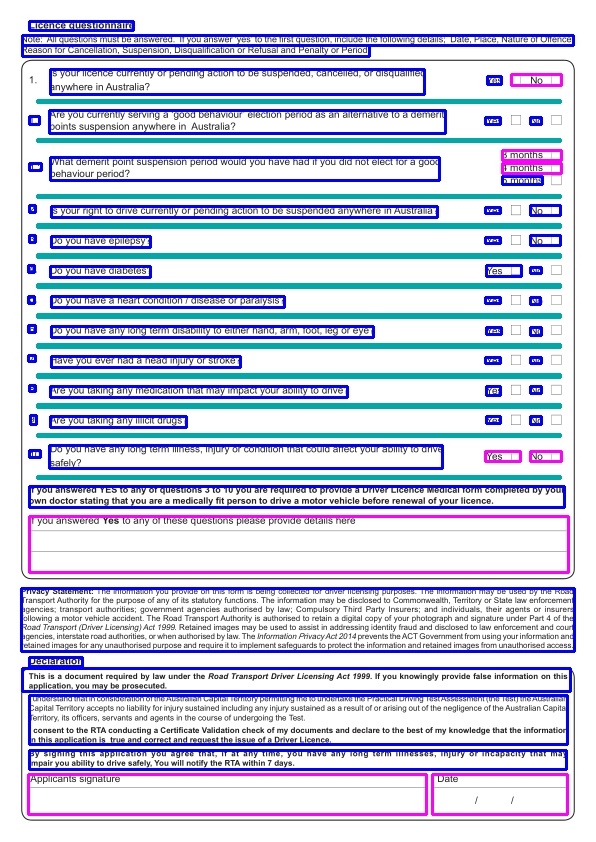 Licence questionnaire
Note: All questions must be answered. If you answer 'yes' to the first question, include the following details; Date, Place, Nature of Offence
Reason for Cancellation, Suspension, Disqualification or Refusal and Penalty or Period
1. Is your licence currently or pending action to be suspended, cancelled, or disqualified Yes No
anywhere in Australia?
Are you currently serving a 'good behaviour' election period as an alternative to a demerit Yes No
points suspension anywhere in Australia?
3 months
What demerit point suspension period would you have had if you did not elect for a good 4 months
behaviour period?
5 months
Is your right to drive currently or pending action to be suspended anywhere in Australia? Yes No
Do you have epilepsy? Yes No
Do you have diabetes? Yes No
Do you have a heart condition / disease or paralysis? Yes No
Do you have any long term disability to either hand, arm, foot, leg or eye? Yes No
Have you ever had a head injury or stroke? Yes No
Are you taking any medication that may impact your ability to drive Yes No
Are you taking any illicit drugs Yes No
Do you have any long term illness, injury or condition that could affect your ability to drive Yes No
safely?
If you answered YES to any of questions 3 to 10 you are required to provide a Driver Licence Medical form completed by your
own doctor stating that you are a medically fit person to drive a motor vehicle before renewal of your licence.
If you answered Yes to any of these questions please provide details here
Privacy Statement: The information you provide on this form is being collected for driver licensing purposes. The information may be used by the Road
Transport Authority for the purpose of any of its statutory functions. The information may be disclosed to Commonwealth, Territory or State law enforcement
agencies; transport authorities; government agencies authorised by law; Compulsory Third Party Insurers; and individuals, their agents or insurers
following a motor vehicle accident. The Road Transport Authority is authorised to retain a digital copy of your photograph and signature under Part 4 of the
Road Transport (Driver Licensing) Act 1999. Retained images may be used to assist in addressing identity fraud and disclosed to law enforcement and court
agencies, interstate road authorities, or when authorised by law. The Information Privacy Act 2014 prevents the ACT Government from using your information and
retained images for any unauthorised purpose and require it to implement safeguards to protect the information and retained images from unauthorised access.
Declaration
This is a document required by law under the Road Transport Driver Licensing Act 1999. If you knowingly provide false information on this
application, you may be prosecuted.
I understand that in consideration of the Australian Capital Territory permitting me to undertake the Practical Driving Test Assessment (the Test) the Australian
Capital Territory accepts no liability for injury sustained including any injury sustained as a result of or arising out of the negligence of the Australian Capital
Territory, its officers, servants and agents in the course of undergoing the Test.
I consent to the RTA conducting a Certificate Validation check of my documents and declare to the best of my knowledge that the information
in this application is true and correct and request the issue of a Driver Licence.
By signing this application you agree that, if at any time, you have any long term illnesses, injury or incapacity that may
impair you ability to drive safely, You will notify the RTA within 7 days.
Applicants signature Date
/ /